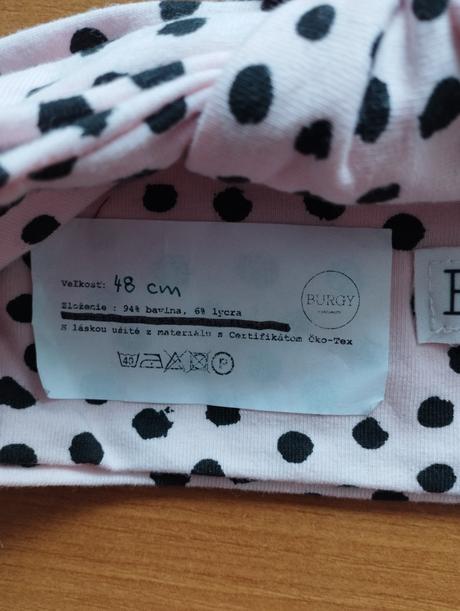 Veľkosť: 48 cm
Zloženie : 94% bavlna, 6% lycra
S láskou ušité z materiálu s Certifikátom Öko-Tex
BURGY
40
P